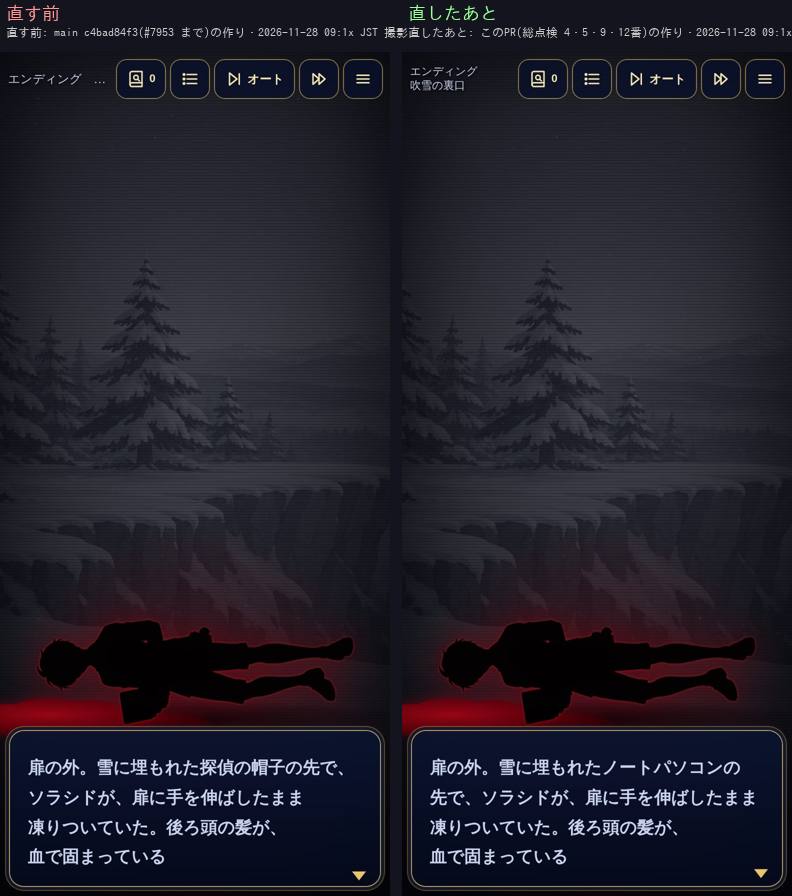 直す前
直す前: main c4bad84f3(#7953 まで)の作り・2026-11-28 09:1x JST 撮影
エンディング …
0
オート
扉の外。雪に埋もれた探偵の帽子の先で、
ソラシドが、扉に手を伸ばしたまま
凍りついていた。後ろ頭の髪が、
血で固まっている
直したあと
直したあと: このPR(総点検 4・5・9・12番)の作り・2026-11-28 09:1x
エンディング
吹雪の裏口
0
オート
扉の外。雪に埋もれたノートパソコンの
先で、ソラシドが、扉に手を伸ばしたまま
凍りついていた。後ろ頭の髪が、
血で固まっている